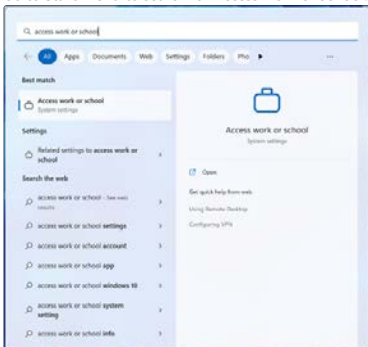 access work or school
All Apps Documents Web Settings Folders Pho
Best match
Access work or school
System settings
Settings
Related settings to access work or
school
Search the web
access work or school - See web
results
access work or school settings
access work or school account
access work or school app
access work or school windows 10
access work or school system
setting
access work or school info
Access work or school
System settings
Open
Get quick help from web
Using Remote Desktop
Configuring VPN